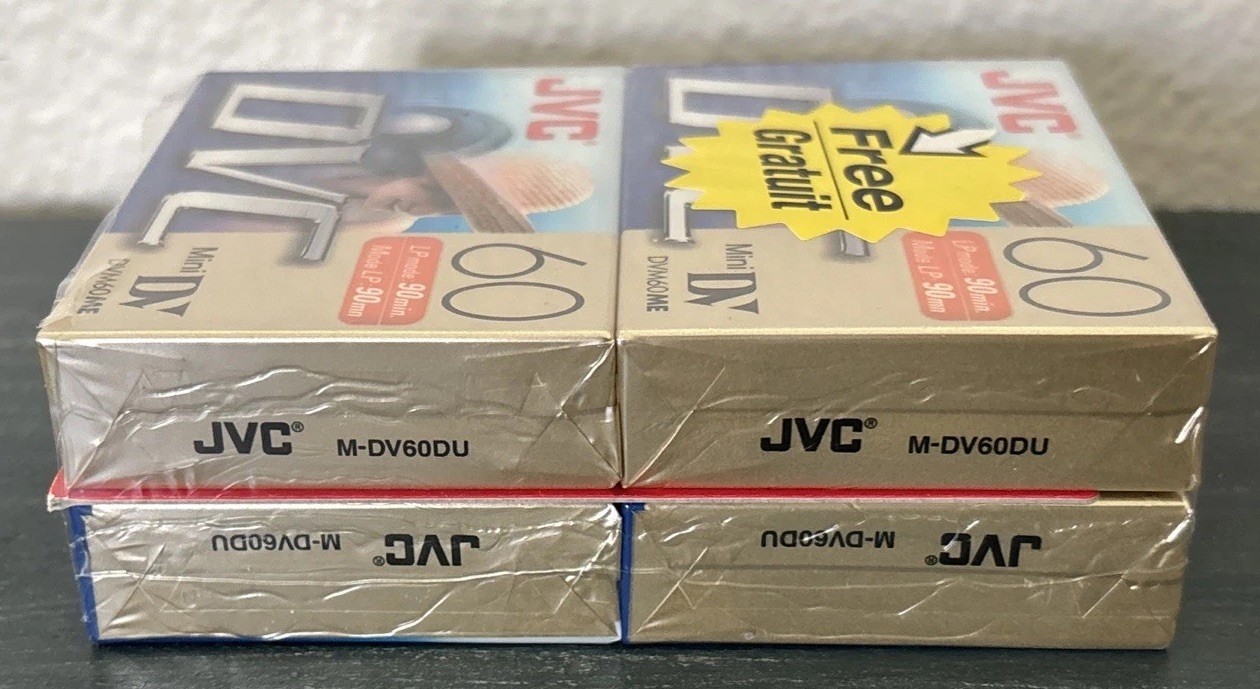 JVC
DVC
Mini DV
DVM60ME
60
LP mode 90min.
Mode LP 90mn
JVC
Free
Gratuit
Mini DV
DVM60ME
60
LP mode 90min.
Mode LP 90mn
JVC® M-DV60DU
JVC® M-DV60DU
JVC® M-DV60DU
JVC® M-DV60DU